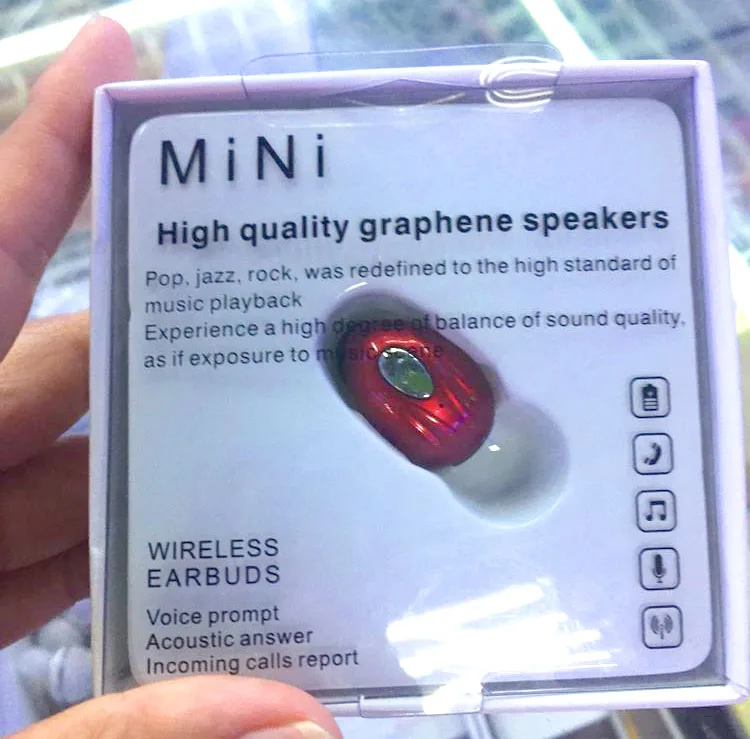 MiNi
High quality graphene speakers
Pop, jazz, rock, was redefined to the high standard of
music playback
Experience a high degree of balance of sound quality,
as if exposure to music scene
WIRELESS
EARBUDS
Voice prompt
Acoustic answer
Incoming calls report